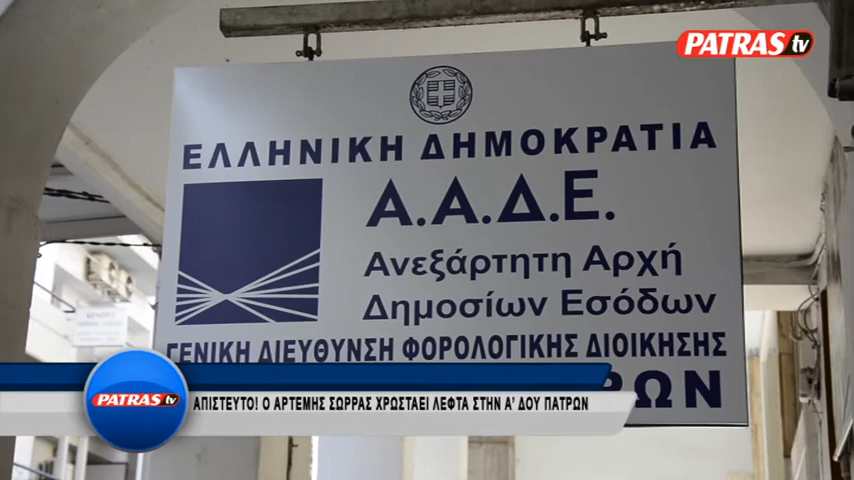 PATRAS tv
ΕΛΛΗΝΙΚΗ ΔΗΜΟΚΡΑΤΙΑ
Α.Α.Δ.Ε.
Ανεξάρτητη Αρχή
Δημοσίων Εσόδων
ΓΕΝΙΚΗ ΔΙΕΥΘΥΝΣΗ ΦΟΡΟΛΟΓΙΚΗΣ ΔΙΟΙΚΗΣΗΣ
PATRAS tv
ΑΠΙΣΤΕΥΤΟ! Ο ΑΡΤΕΜΗΣ ΣΩΡΡΑΣ ΧΡΩΣΤΑΕΙ ΛΕΦΤΑ ΣΤΗΝ Α' ΔΟΥ ΠΑΤΡΩΝ